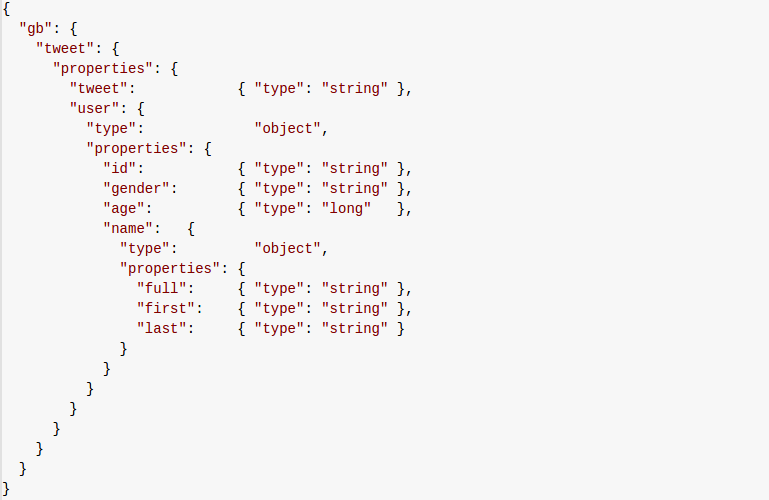 {
  "gb": {
    "tweet": {
      "properties": {
        "tweet":            { "type": "string" },
        "user": {
          "type":             "object",
          "properties": {
            "id":           { "type": "string" },
            "gender":       { "type": "string" },
            "age":          { "type": "long"   },
            "name":   {
              "type":         "object",
              "properties": {
                "full":     { "type": "string" },
                "first":    { "type": "string" },
                "last":     { "type": "string" }
              }
            }
          }
        }
      }
    }
  }
}